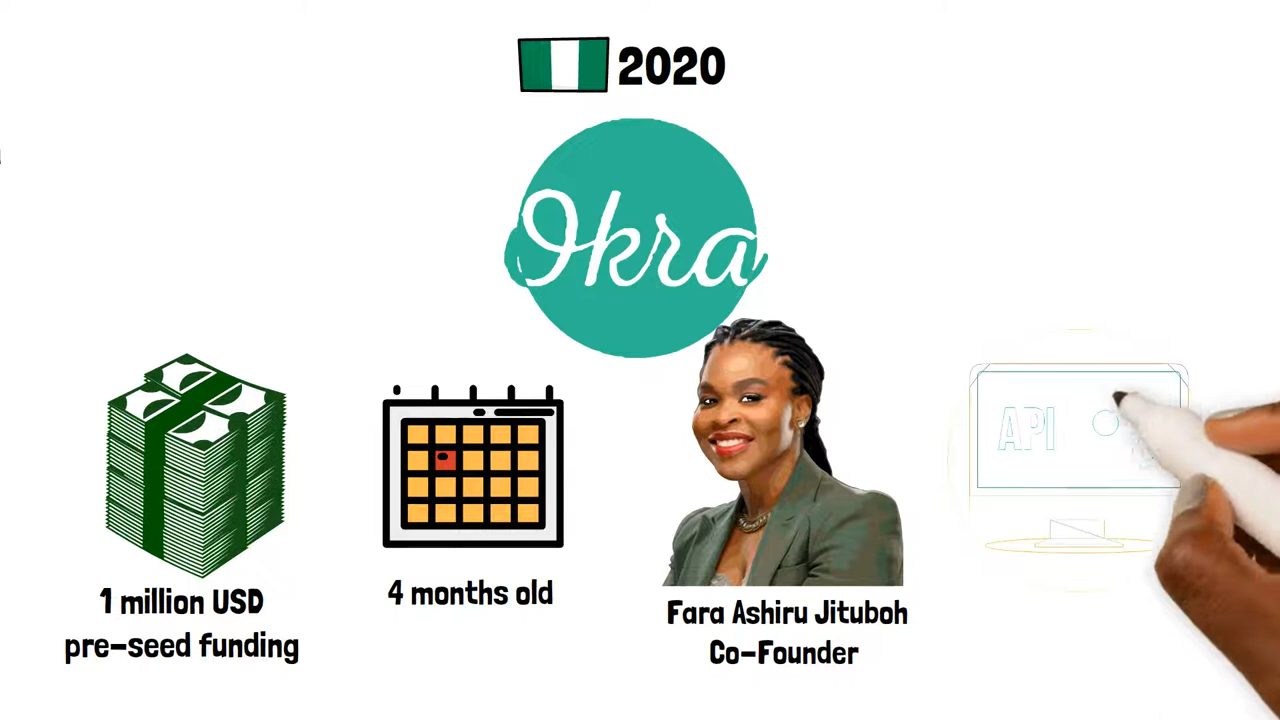 2020
Okra
1 million USD
pre-seed funding
4 months old
Fara Ashiru Jituboh
Co-Founder
API